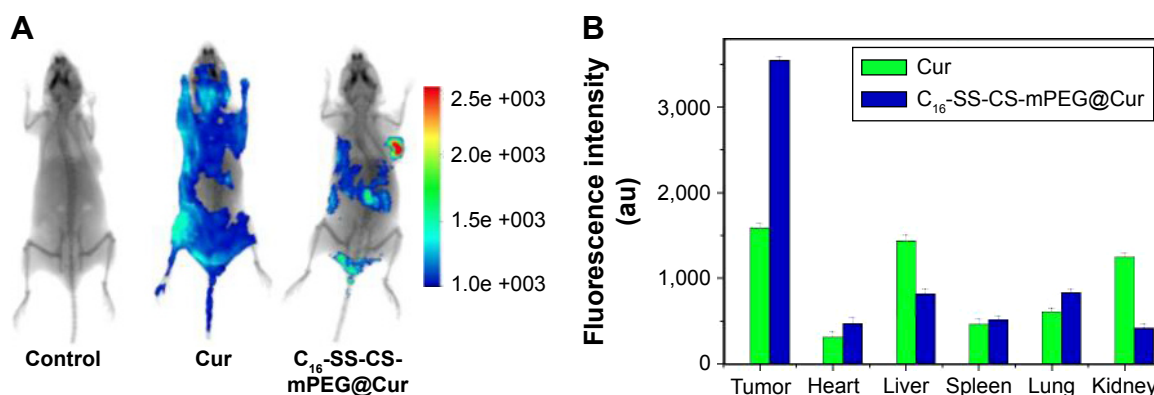 A
2.5e +003
2.0e +003
1.5e +003
1.0e +003
Control
Cur
C₁₆-SS-CS-
mPEG@Cur
B
Fluorescence intensity
(au)
3,000
2,000
1,000
0
Cur
C₁₆-SS-CS-mPEG@Cur
Tumor Heart Liver Spleen Lung Kidney